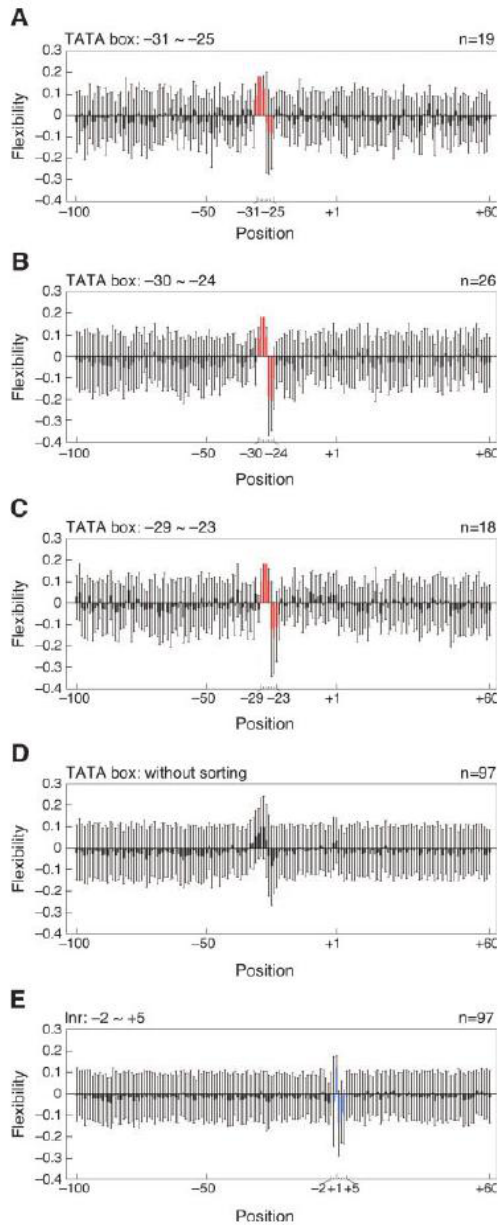 A
TATA box: −31 ~ −25 n=19
0.3
0.2
0.1
0
−0.1
−0.2
−0.3
−0.4
Flexibility
−100 −50 −31 −25 +1 +60
Position
B
TATA box: −30 ~ −24 n=26
0.3
0.2
0.1
0
−0.1
−0.2
−0.3
−0.4
Flexibility
−100 −50 −30 −24 +1 +60
Position
C
TATA box: −29 ~ −23 n=18
0.3
0.2
0.1
0
−0.1
−0.2
−0.3
−0.4
Flexibility
−100 −50 −29 −23 +1 +60
Position
D
TATA box: without sorting n=97
0.3
0.2
0.1
0
−0.1
−0.2
−0.3
−0.4
Flexibility
−100 −50 +1 +60
Position
E
Inr: −2 ~ +5 n=97
0.3
0.2
0.1
0
−0.1
−0.2
−0.3
−0.4
Flexibility
−100 −50 −2 +1 +5 +60
Position